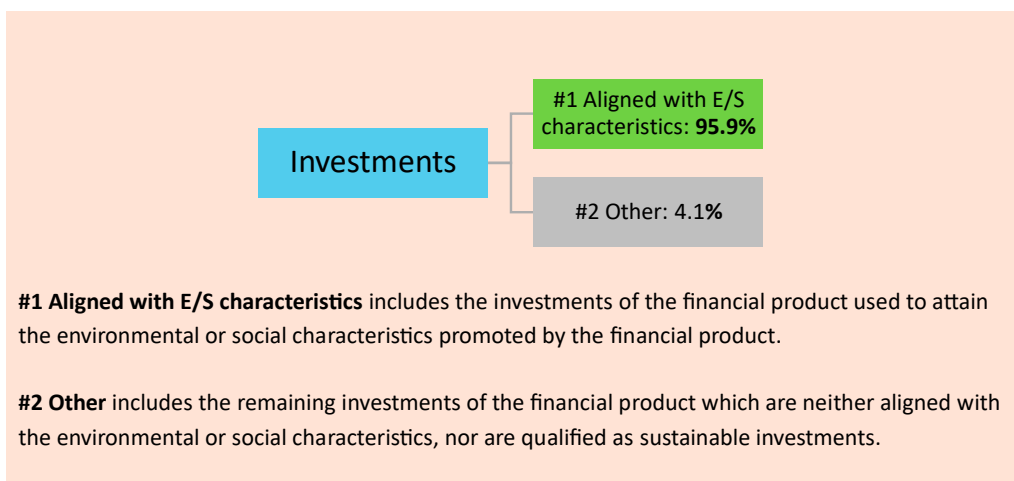 #1 Aligned with E/S
characteristics: 95.9%
Investments
#2 Other: 4.1%
#1 Aligned with E/S characteristics includes the investments of the financial product used to attain
the environmental or social characteristics promoted by the financial product.
#2 Other includes the remaining investments of the financial product which are neither aligned with
the environmental or social characteristics, nor are qualified as sustainable investments.